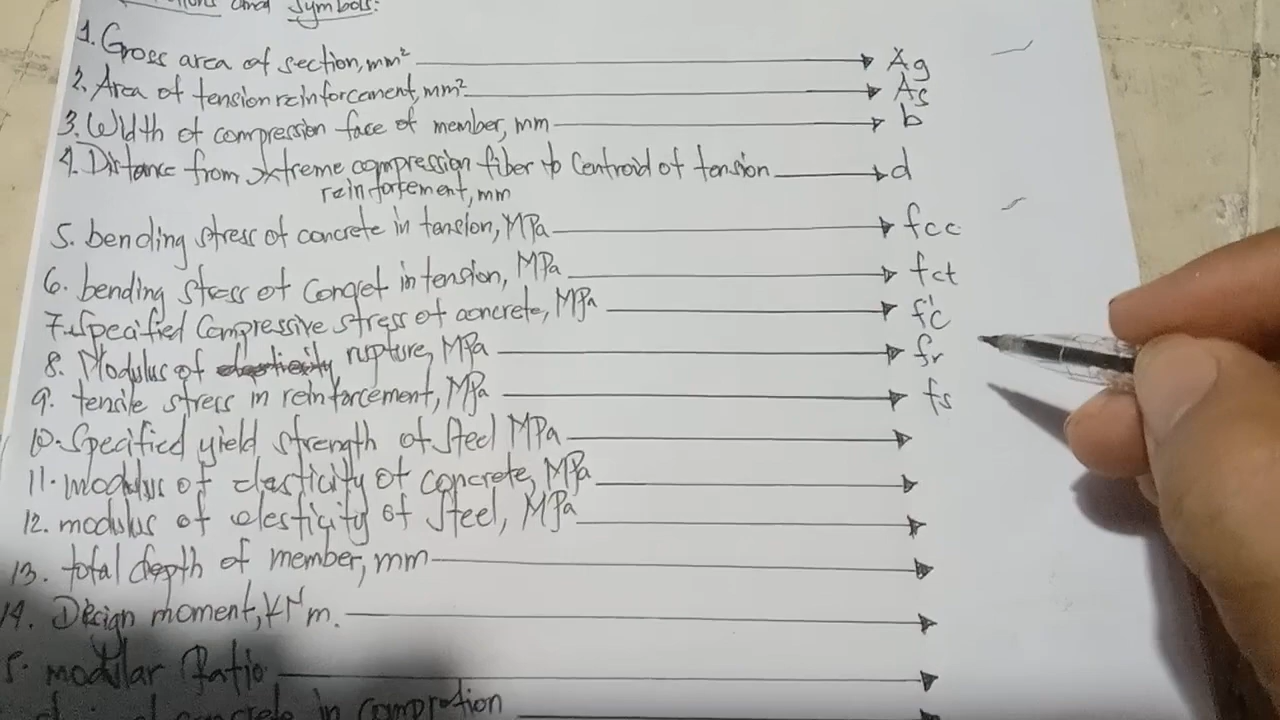 and Symbols:
1. Gross area of section, mm² → Ag
2. Area of tension reinforcement, mm² → As
3. Width of compression face of member, mm → b
4. Distance from extreme compression fiber to Centroid of tension → d
reinforcement, mm
5. bending stress of concrete in tension, MPa → fcc
6. bending stress of in tension, MPa → fct
7. Specified Compressive stress of concrete, MPa → f'c
8. Modulus of rupture, MPa → fr
9. tensile stress in reinforcement, MPa → fs
10. Specified yield strength of steel MPa →
11. modulus of elasticity of concrete, MPa →
12. modulus of elesticity of steel, MPa →
13. total depth of member, mm →
14. Design moment, kN m. →
5. modular Ratio →
in